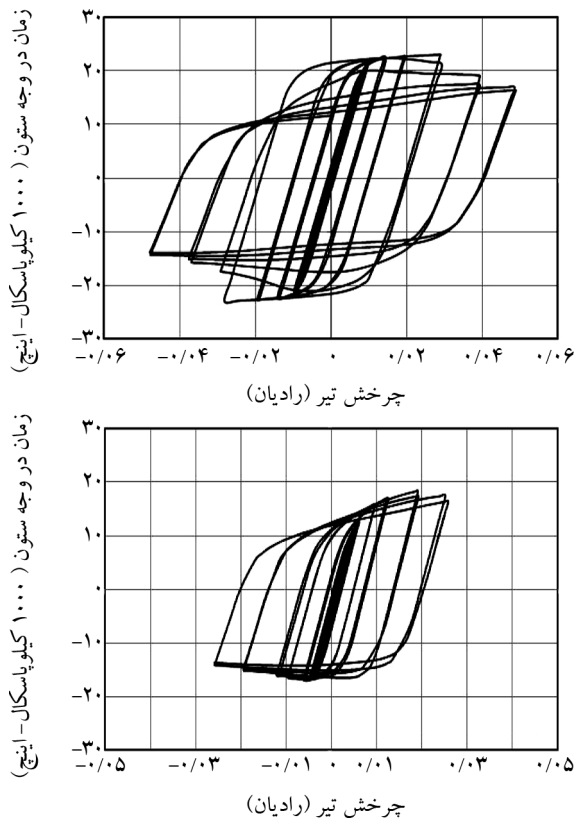 زمان در وجه ستون (۱۰۰۰ کیلوپاسکال-اینچ)
۳۰
۲۰
۱۰
۰
-۱۰
-۲۰
-۳۰
-۰/۰۶ -۰/۰۴ -۰/۰۲ ۰ ۰/۰۲ ۰/۰۴ ۰/۰۶
چرخش تیر (رادیان)
زمان در وجه ستون (۱۰۰۰ کیلوپاسکال-اینچ)
۳۰
۲۰
۱۰
۰
-۱۰
-۲۰
-۳۰
-۰/۰۵ -۰/۰۳ -۰/۰۱ ۰ ۰/۰۱ ۰/۰۳ ۰/۰۵
چرخش تیر (رادیان)